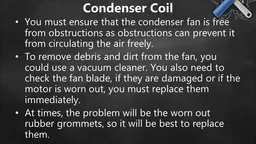 Condenser Coil
• You must ensure that the condenser fan is free
from obstructions as obstructions can prevent it
from circulating the air freely.
• To remove debris and dirt from the fan, you
could use a vacuum cleaner. You also need to
check the fan blade, if they are damaged or if the
motor is worn out, you must replace them
immediately.
• At times, the problem will be the worn out
rubber grommets, so it will be best to replace
them.